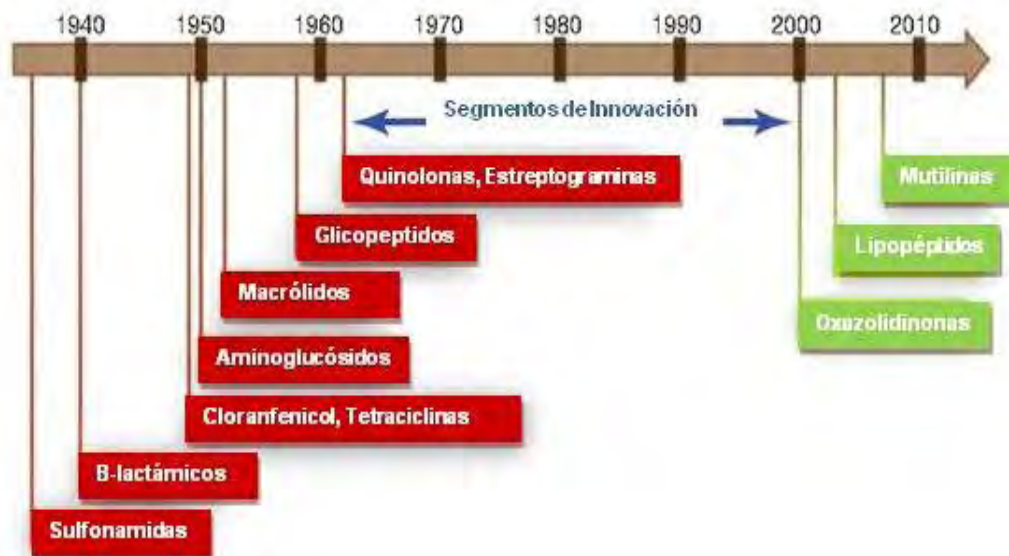 1940 1950 1960 1970 1980 1990 2000 2010
Segmentos de Innovación
Quinolonas, Estreptograminas
Mutilinas
Glicopeptidos
Lipopéptidos
Macrólidos
Oxazolidinonas
Aminoglucósidos
Cloranfenicol, Tetraciclinas
B-lactámicos
Sulfonamidas